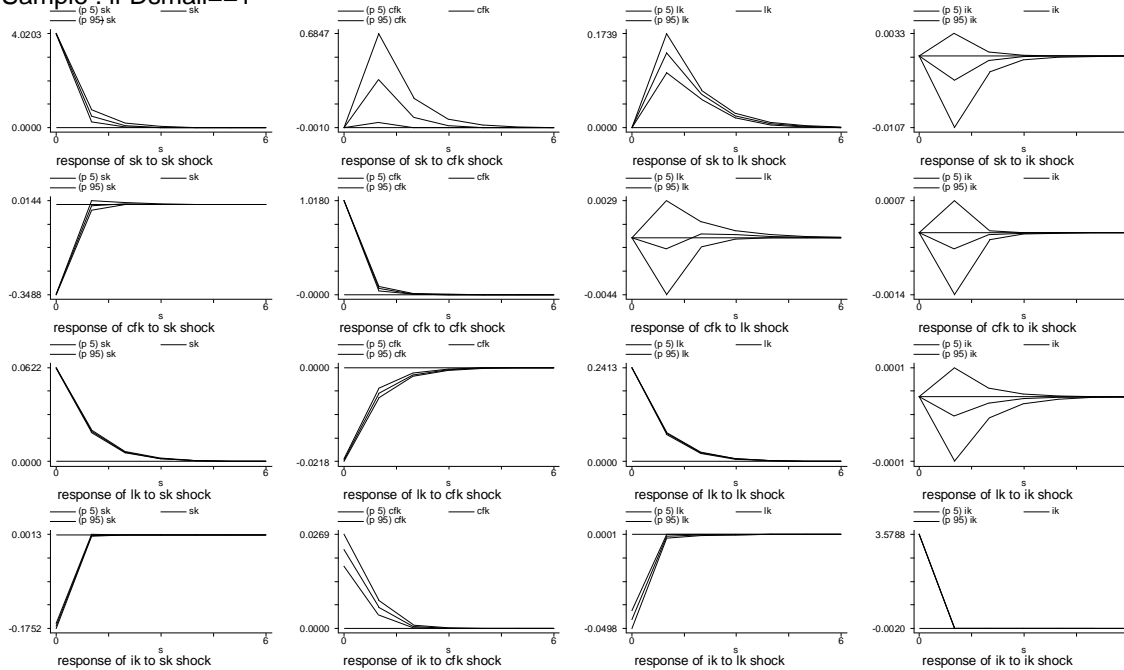 Sample : if Dsmall==1
(p 5) sk sk
(p 95) sk
4.0203
0.0000
0 6
s
response of sk to sk shock
(p 5) cfk cfk
(p 95) cfk
0.6847
-0.0010
0 6
s
response of sk to cfk shock
(p 5) lk lk
(p 95) lk
0.1739
0.0000
0 6
s
response of sk to lk shock
(p 5) ik ik
(p 95) ik
0.0033
-0.0107
0
s
response of sk to ik shock
(p 5) sk sk
(p 95) sk
0.0144
-0.3488
0 6
s
response of cfk to sk shock
(p 5) cfk cfk
(p 95) cfk
1.0180
-0.0000
0 6
s
response of cfk to cfk shock
(p 5) lk lk
(p 95) lk
0.0029
-0.0044
0 6
s
response of cfk to lk shock
(p 5) ik ik
(p 95) ik
0.0007
-0.0014
0
s
response of cfk to ik shock
(p 5) sk sk
(p 95) sk
0.0622
0.0000
0 6
s
response of lk to sk shock
(p 5) cfk cfk
(p 95) cfk
0.0000
-0.0218
0 6
s
response of lk to cfk shock
(p 5) lk lk
(p 95) lk
0.2413
0.0000
0 6
s
response of lk to lk shock
(p 5) ik ik
(p 95) ik
0.0001
-0.0001
0
s
response of lk to ik shock
(p 5) sk sk
(p 95) sk
0.0013
-0.1752
0 6
s
response of ik to sk shock
(p 5) cfk cfk
(p 95) cfk
0.0269
0.0000
0 6
s
response of ik to cfk shock
(p 5) lk lk
(p 95) lk
0.0001
-0.0498
0 6
s
response of ik to lk shock
(p 5) ik ik
(p 95) ik
3.5788
-0.0020
0
s
response of ik to ik shock